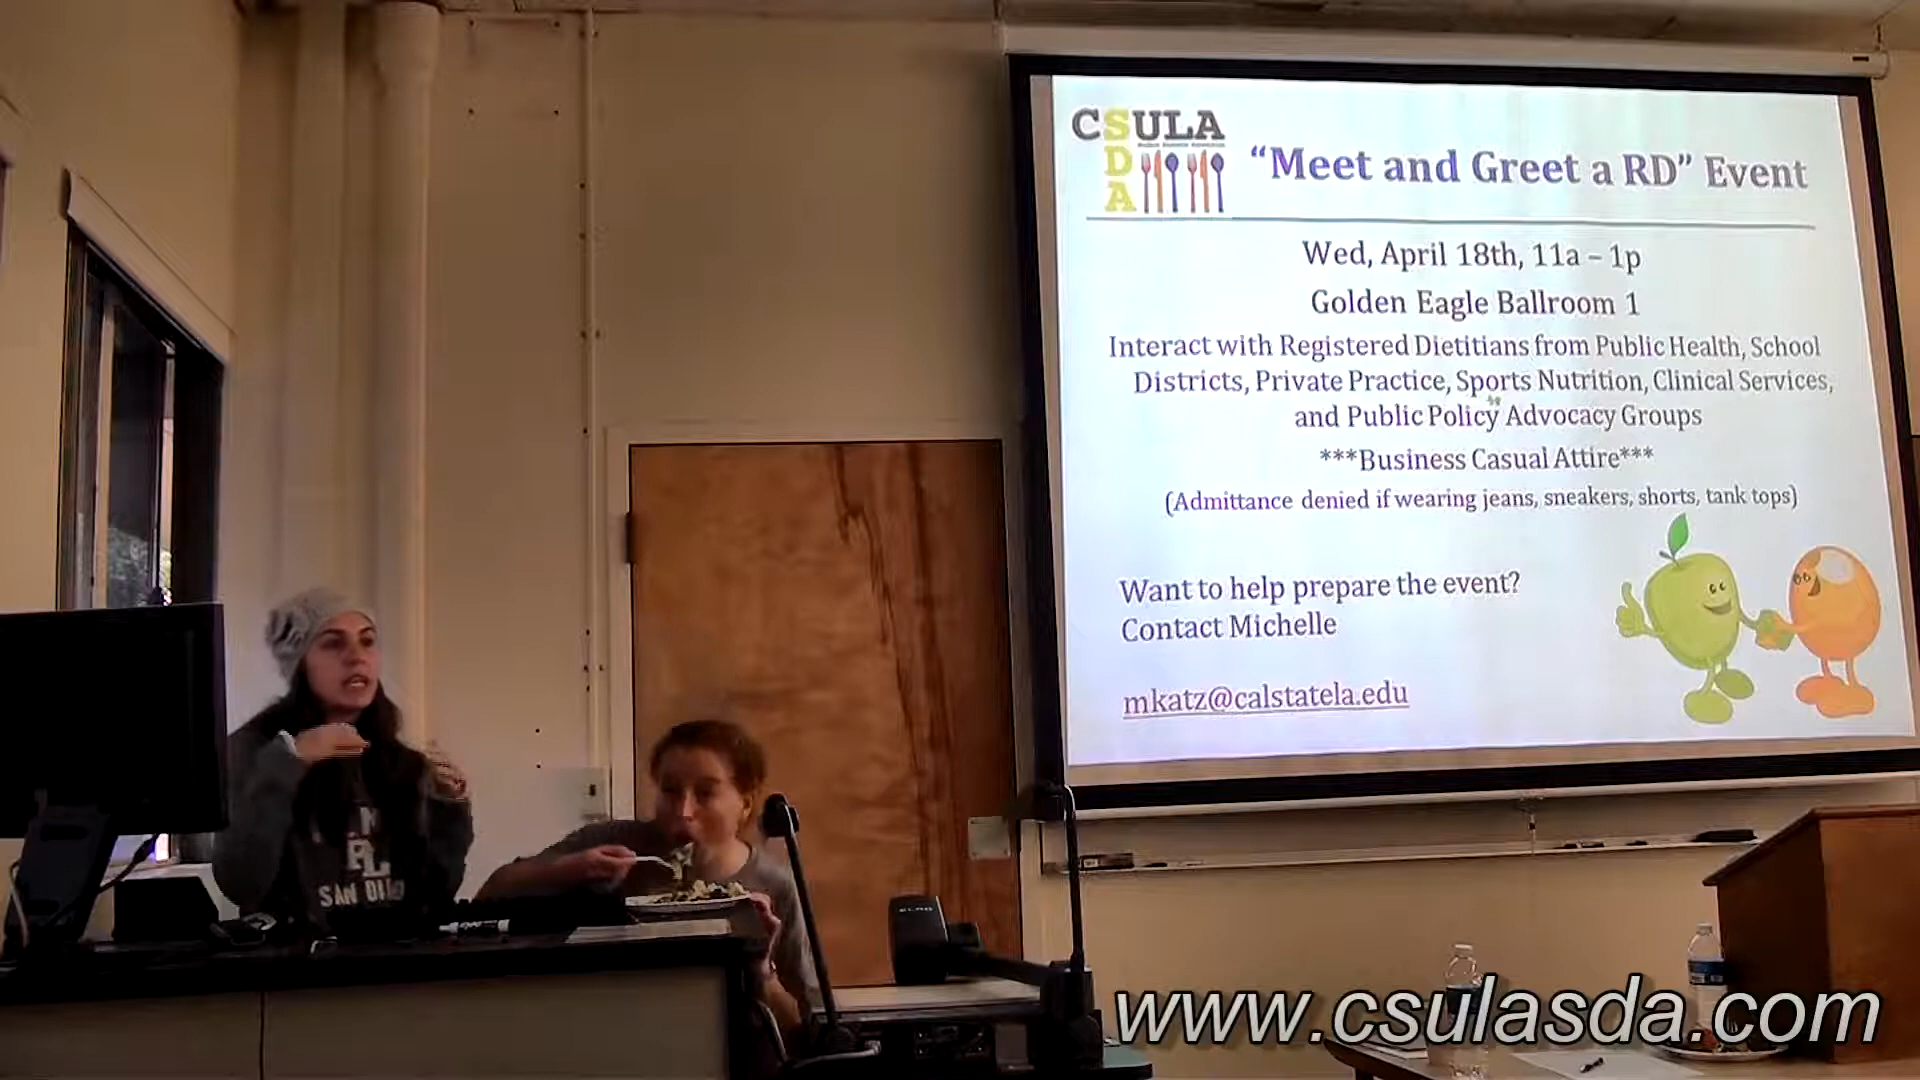 CSULA
D
A
“Meet and Greet a RD” Event
Wed, April 18th, 11a – 1p
Golden Eagle Ballroom 1
Interact with Registered Dietitians from Public Health, School
Districts, Private Practice, Sports Nutrition, Clinical Services,
and Public Policy Advocacy Groups
***Business Casual Attire***
(Admittance denied if wearing jeans, sneakers, shorts, tank tops)
Want to help prepare the event?
Contact Michelle
mkatz@calstatela.edu
SAN DIEGO
ELMO
www.csulasda.com